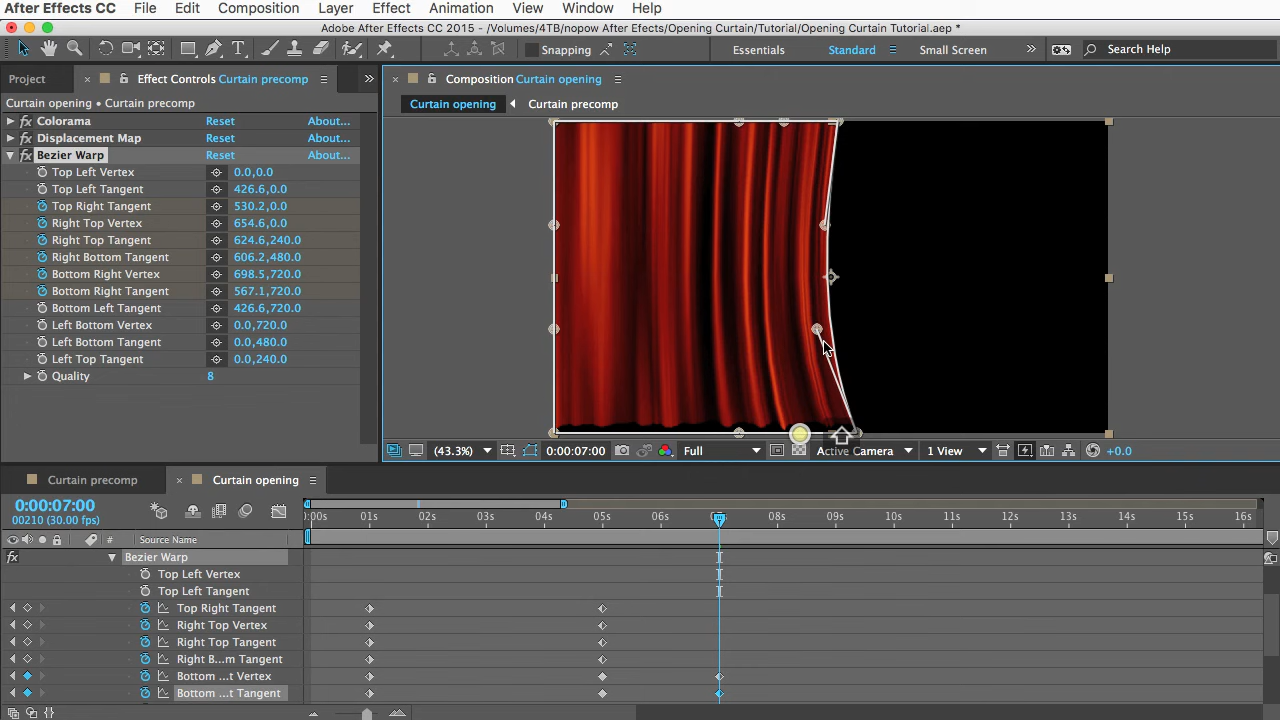 After Effects CC File Edit Composition Layer Effect Animation View Window Help
Adobe After Effects CC 2015 - /Volumes/4TB/nopow After Efects/Opening Curtain/Tutorial/Opening Curtain Tutorial.aep *
Snapping Essentials Standard Small Screen Search Help
Project Effect Controls Curtain precomp
Composition Curtain opening
Curtain opening • Curtain precomp
Curtain opening Curtain precomp
fx Colorama Reset About...
fx Displacement Map Reset About...
fx Bezier Warp Reset About...
Top Left Vertex 0.0,0.0
Top Left Tangent 426.6,0.0
Top Right Tangent 530.2,0.0
Right Top Vertex 654.6,0.0
Right Top Tangent 624.6,240.0
Right Bottom Tangent 606.2,480.0
Bottom Right Vertex 698.5,720.0
Bottom Right Tangent 567.1,720.0
Bottom Left Tangent 426.6,720.0
Left Bottom Vertex 0.0,720.0
Left Bottom Tangent 0.0,480.0
Left Top Tangent 0.0,240.0
Quality 8
(43.3%) 0:00:07:00 Full Active Camera 1 View +0.0
Curtain precomp Curtain opening
0:00:07:00
00210 (30.00 fps)
:00s 01s 02s 03s 04s 05s 06s 08s 09s 10s 11s 12s 13s 14s 15s 16s
# Source Name
fx Bezier Warp
Top Left Vertex
Top Left Tangent
Top Right Tangent
Right Top Vertex
Right Top Tangent
Right B...m Tangent
Bottom ...t Vertex
Bottom ...t Tangent